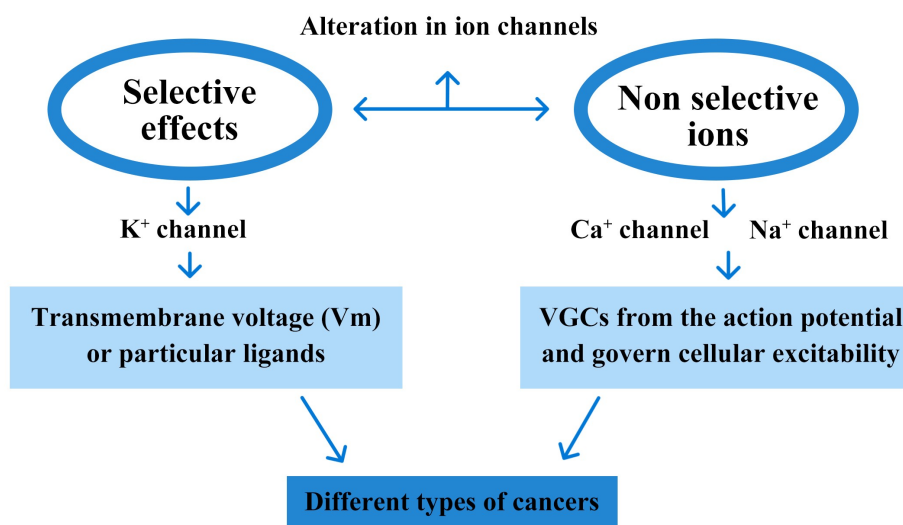 Alteration in ion channels
Selective
effects
Non selective
ions
K⁺ channel
Ca⁺ channel
Na⁺ channel
Transmembrane voltage (Vm)
or particular ligands
VGCs from the action potential
and govern cellular excitability
Different types of cancers